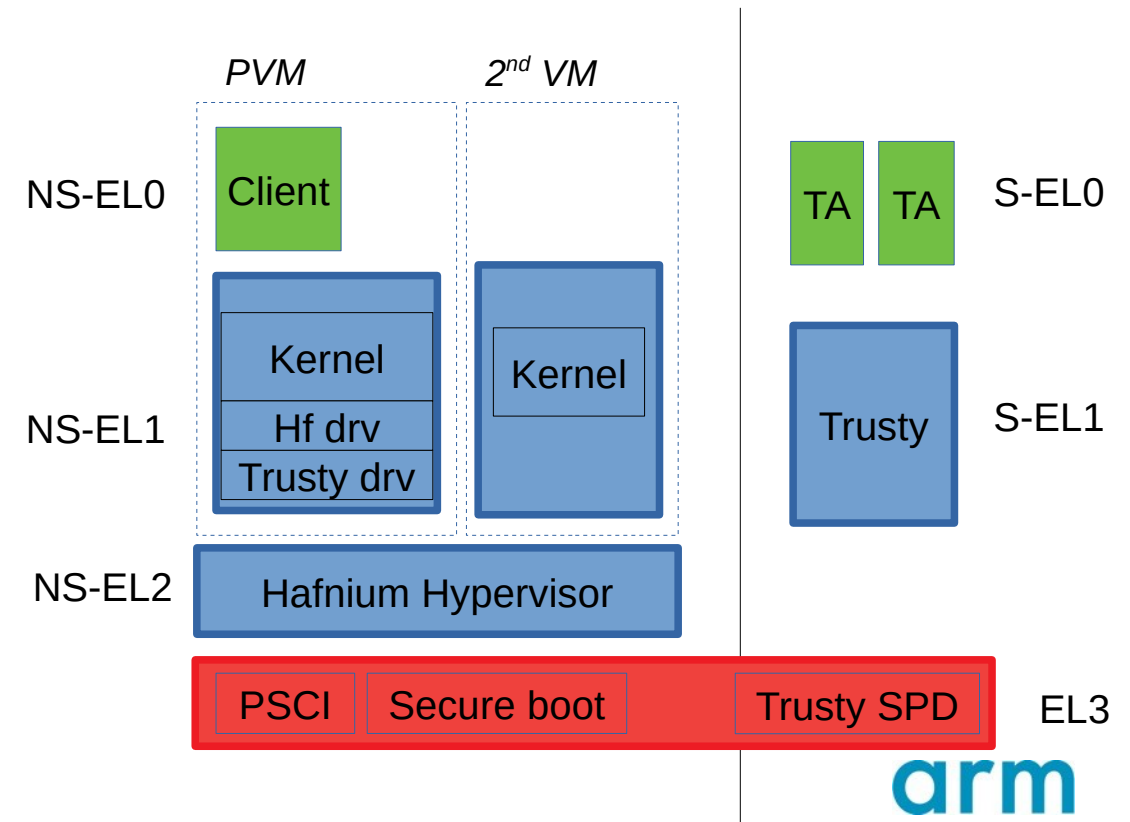 PVM
2nd VM
NS-EL0
Client
TA
TA
S-EL0
Kernel
Kernel
NS-EL1
Hf drv
Trusty
S-EL1
Trusty drv
NS-EL2
Hafnium Hypervisor
PSCI
Secure boot
Trusty SPD
EL3
arm